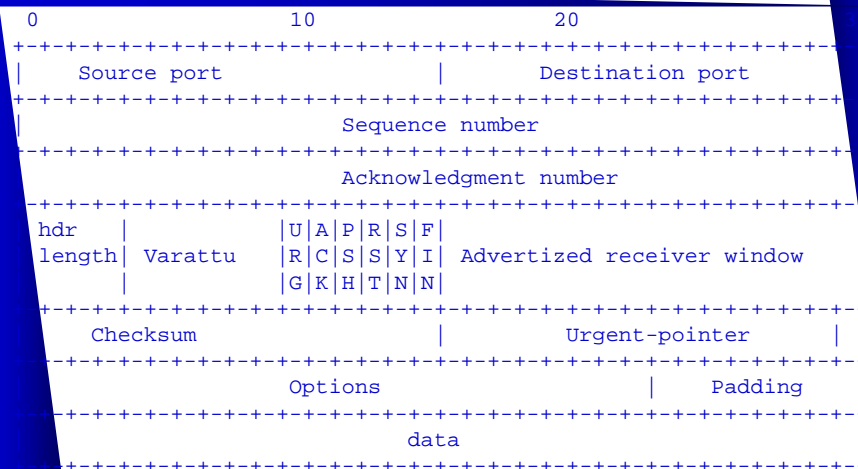 0 10 20
+-+-+-+-+-+-+-+-+-+-+-+-+-+-+-+-+-+-+-+-+-+-+-+-+-+-+-+-+-+-+-+-
| Source port | Destination port
+-+-+-+-+-+-+-+-+-+-+-+-+-+-+-+-+-+-+-+-+-+-+-+-+-+-+-+-+-+-+-+
| Sequence number
-+-+-+-+-+-+-+-+-+-+-+-+-+-+-+-+-+-+-+-+-+-+-+-+-+-+-+-+-+-+-+-
Acknowledgment number
-+-+-+-+-+-+-+-+-+-+-+-+-+-+-+-+-+-+-+-+-+-+-+-+-+-+-+-+-+-+-+-
hdr | |U|A|P|R|S|F|
length| Varattu |R|C|S|S|Y|I| Advertized receiver window
| |G|K|H|T|N|N|
+-+-+-+-+-+-+-+-+-+-+-+-+-+-+-+-+-+-+-+-+-+-+-+-+-+-+-+-+-+-+-
Checksum | Urgent-pointer |
-+-+-+-+-+-+-+-+-+-+-+-+-+-+-+-+-+-+-+-+-+-+-+-+-+-+-+-+-+-+-
Options | Padding
-+-+-+-+-+-+-+-+-+-+-+-+-+-+-+-+-+-+-+-+-+-+-+-+-+-+-+-+-+-+-
data
+-+-+-+-+-+-+-+-+-+-+-+-+-+-+-+-+-+-+-+-+-+-+-+-+-+-+-+-+-+-